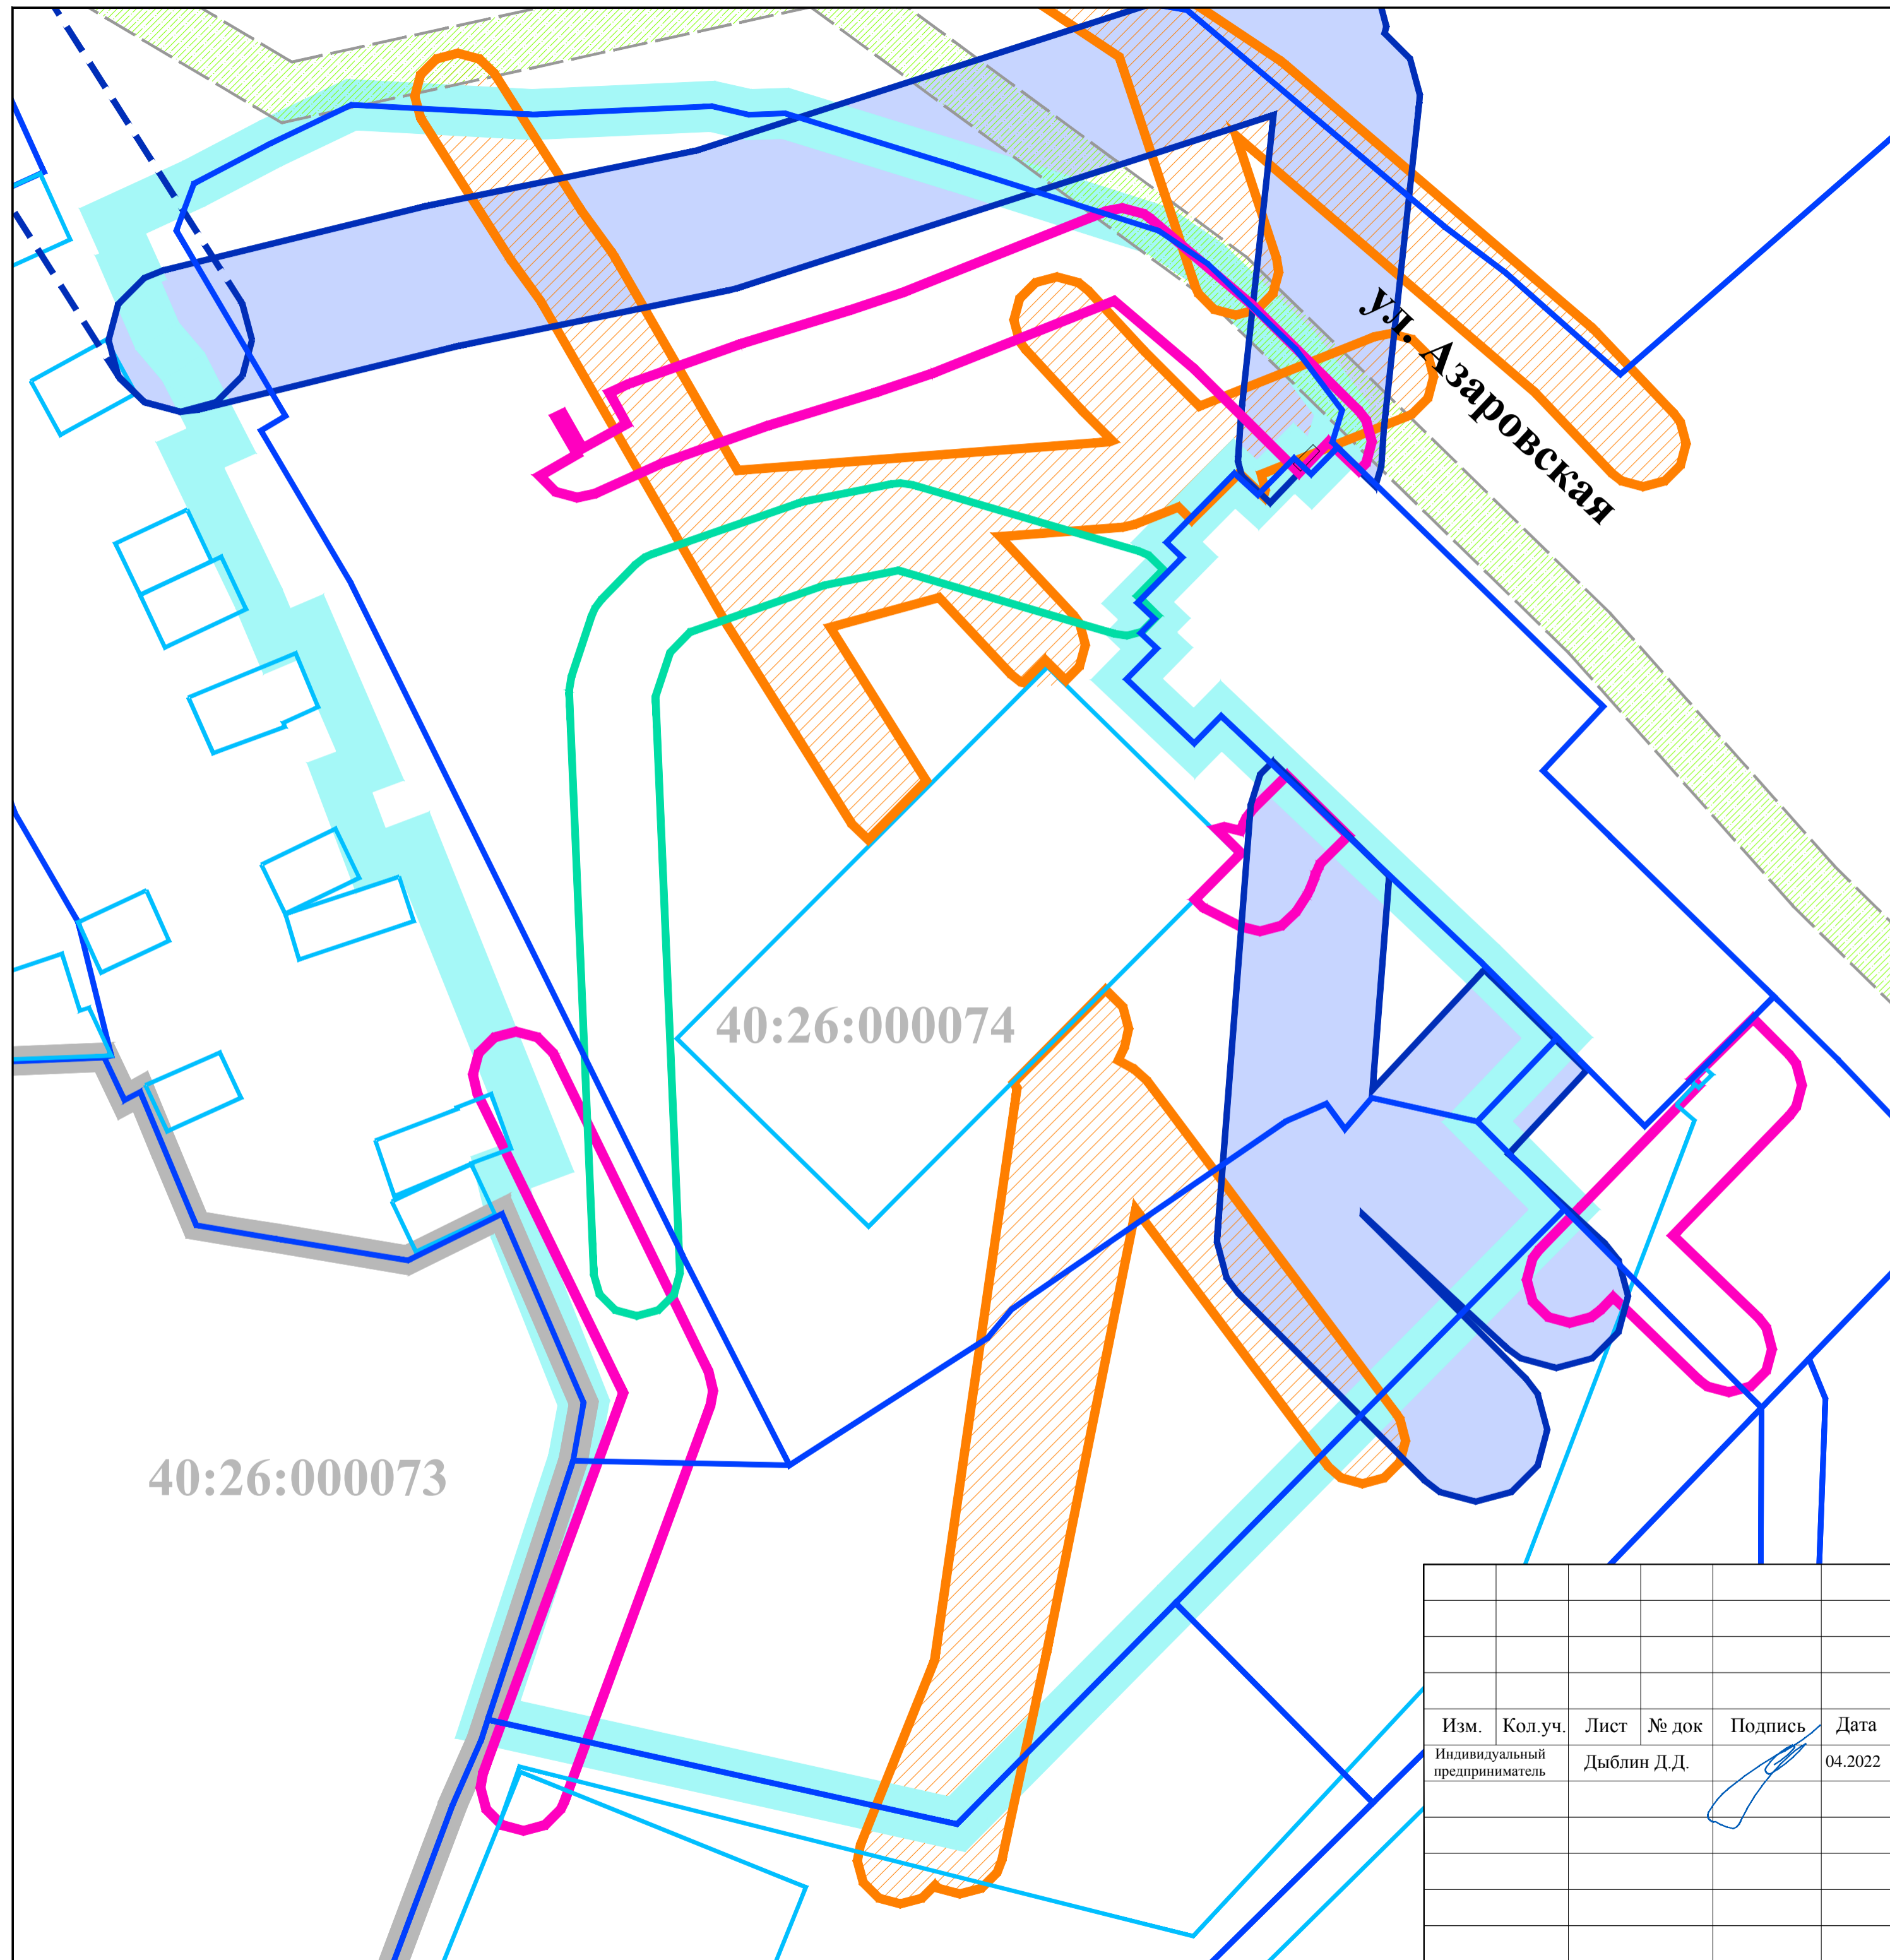 ул. Азаровская
40:26:000074
40:26:000073
Изм. Кол.уч. Лист № док Подпись Дата
Индивидуальный предприниматель Дыблин Д.Д. 04.2022